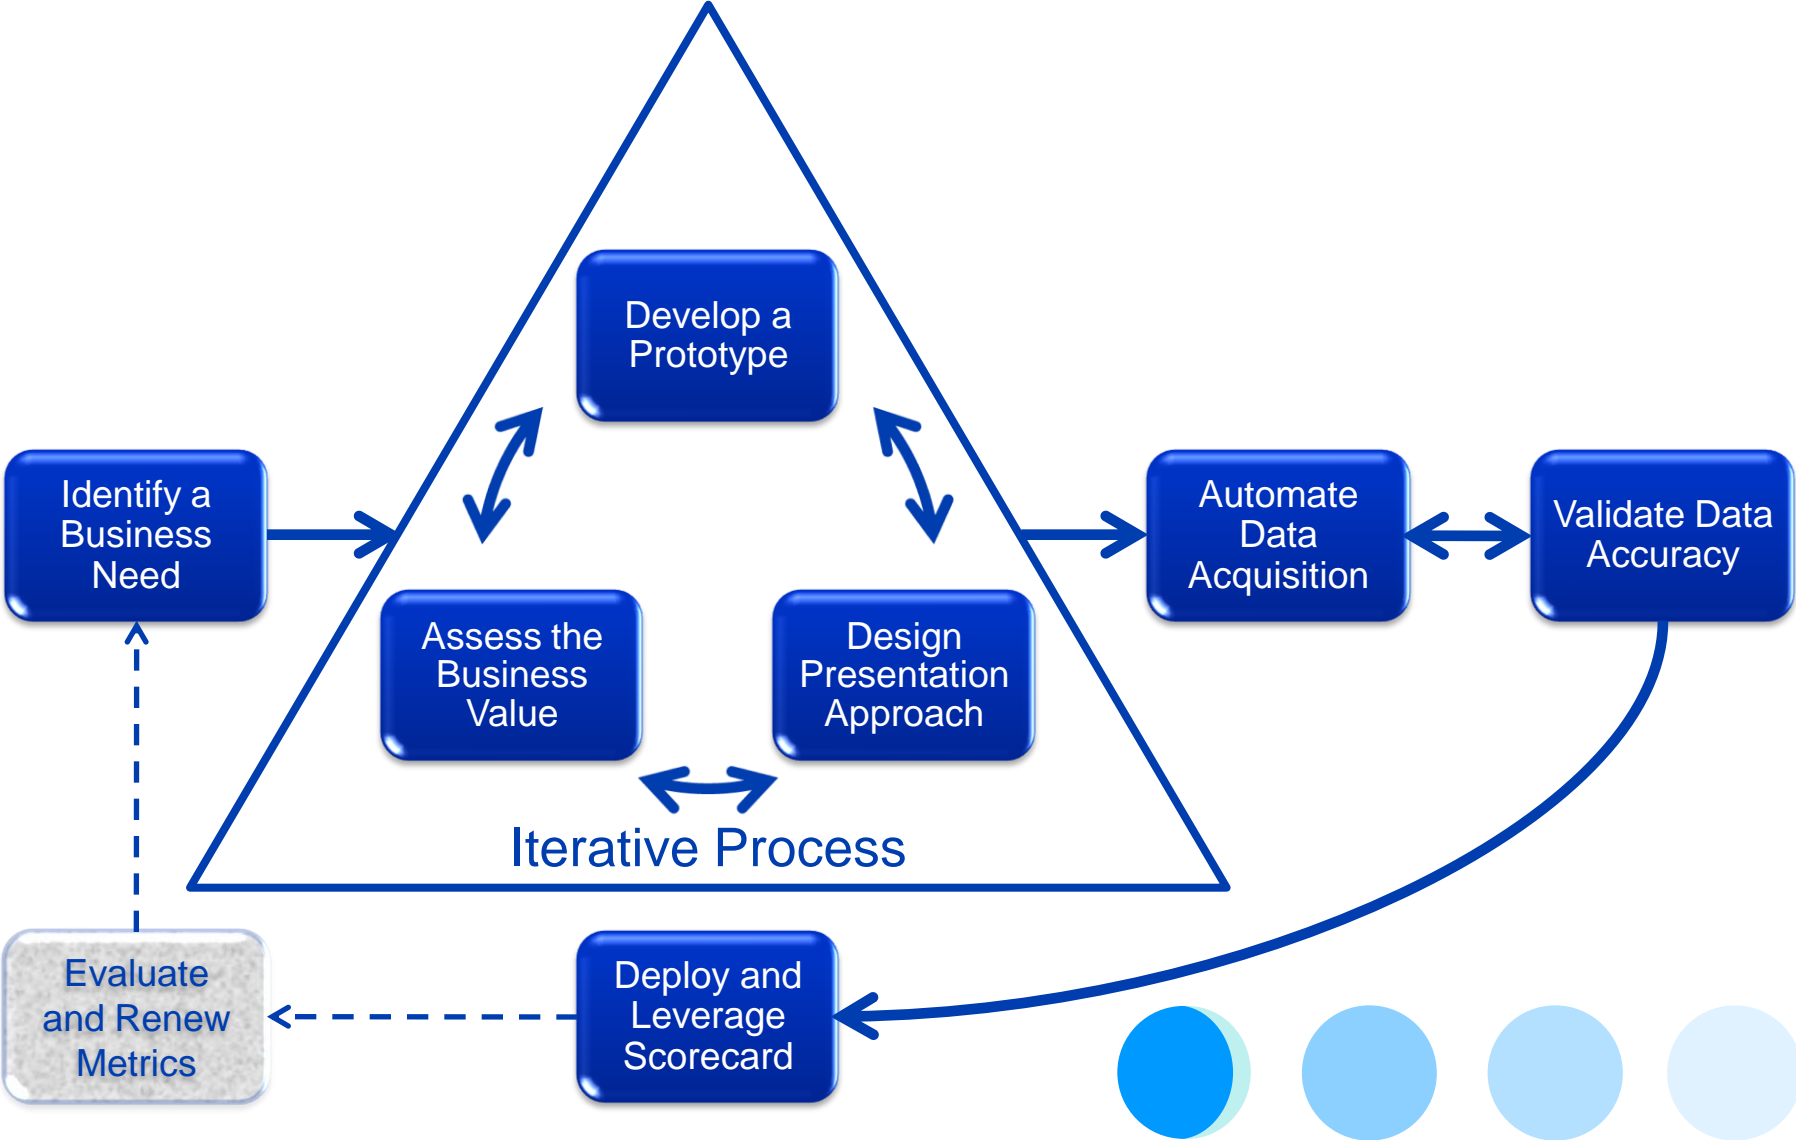 Develop a
Prototype
Identify a
Business
Need
Automate
Data
Acquisition
Validate Data
Accuracy
Assess the
Business
Value
Design
Presentation
Approach
Iterative Process
Evaluate
and Renew
Metrics
Deploy and
Leverage
Scorecard